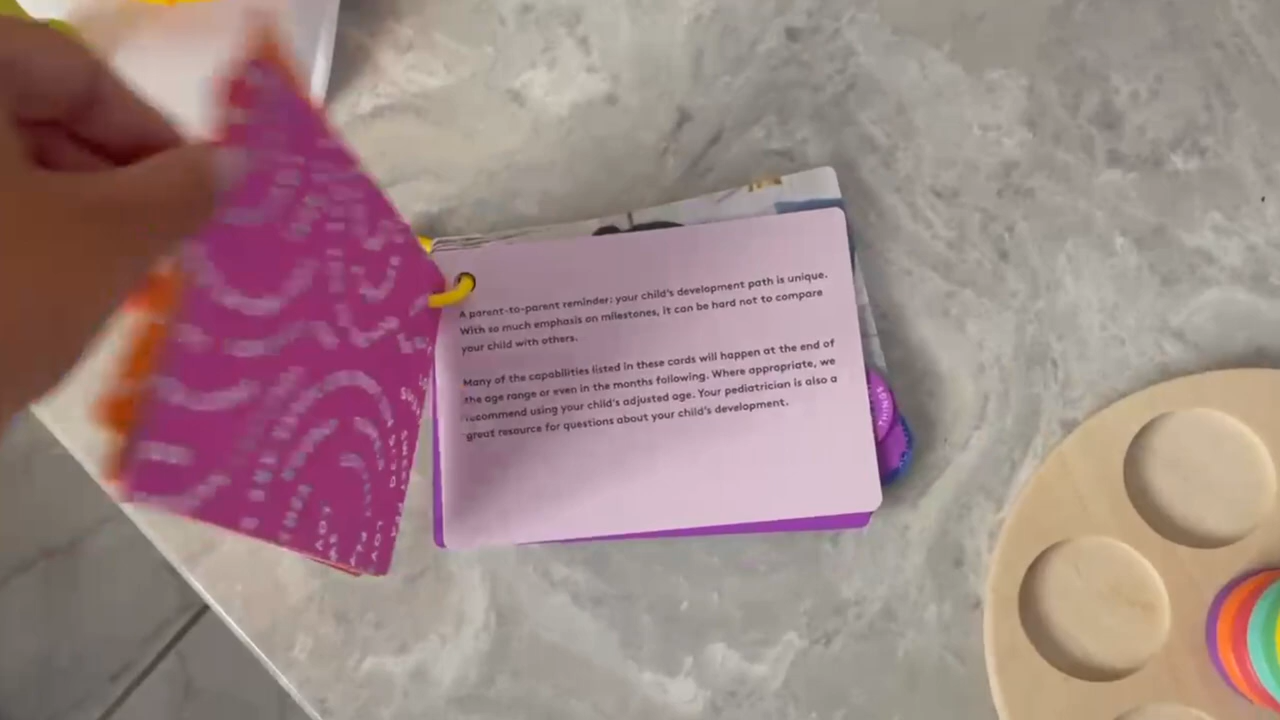 A parent-to-parent reminder: your child's development path is unique.
With so much emphasis on milestones, it can be hard not to compare
your child with others.
Many of the capabilities listed in these cards will happen at the end of
the age range or even in the months following. Where appropriate, we
recommend using your child's adjusted age. Your pediatrician is also a
great resource for questions about your child's development.
THINGS